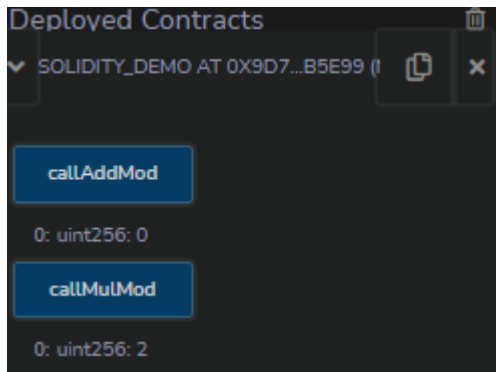 Deployed Contracts
SOLIDITY_DEMO AT 0X9D7...B5E99 (
callAddMod
0: uint256: 0
callMulMod
0: uint256: 2